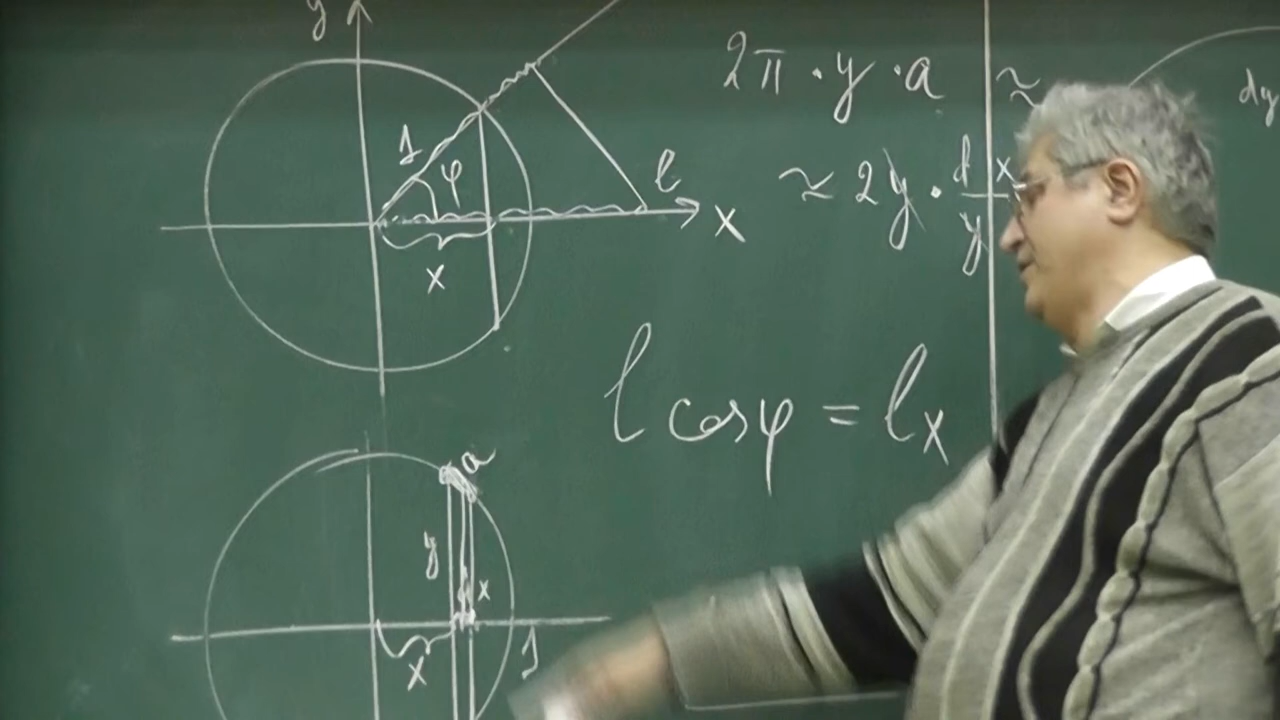 y
1
φ
l
x
x
2π · y · a ≈
≈ 2y · dx/y
l cosφ = lx
a
y
x
x
1
dy